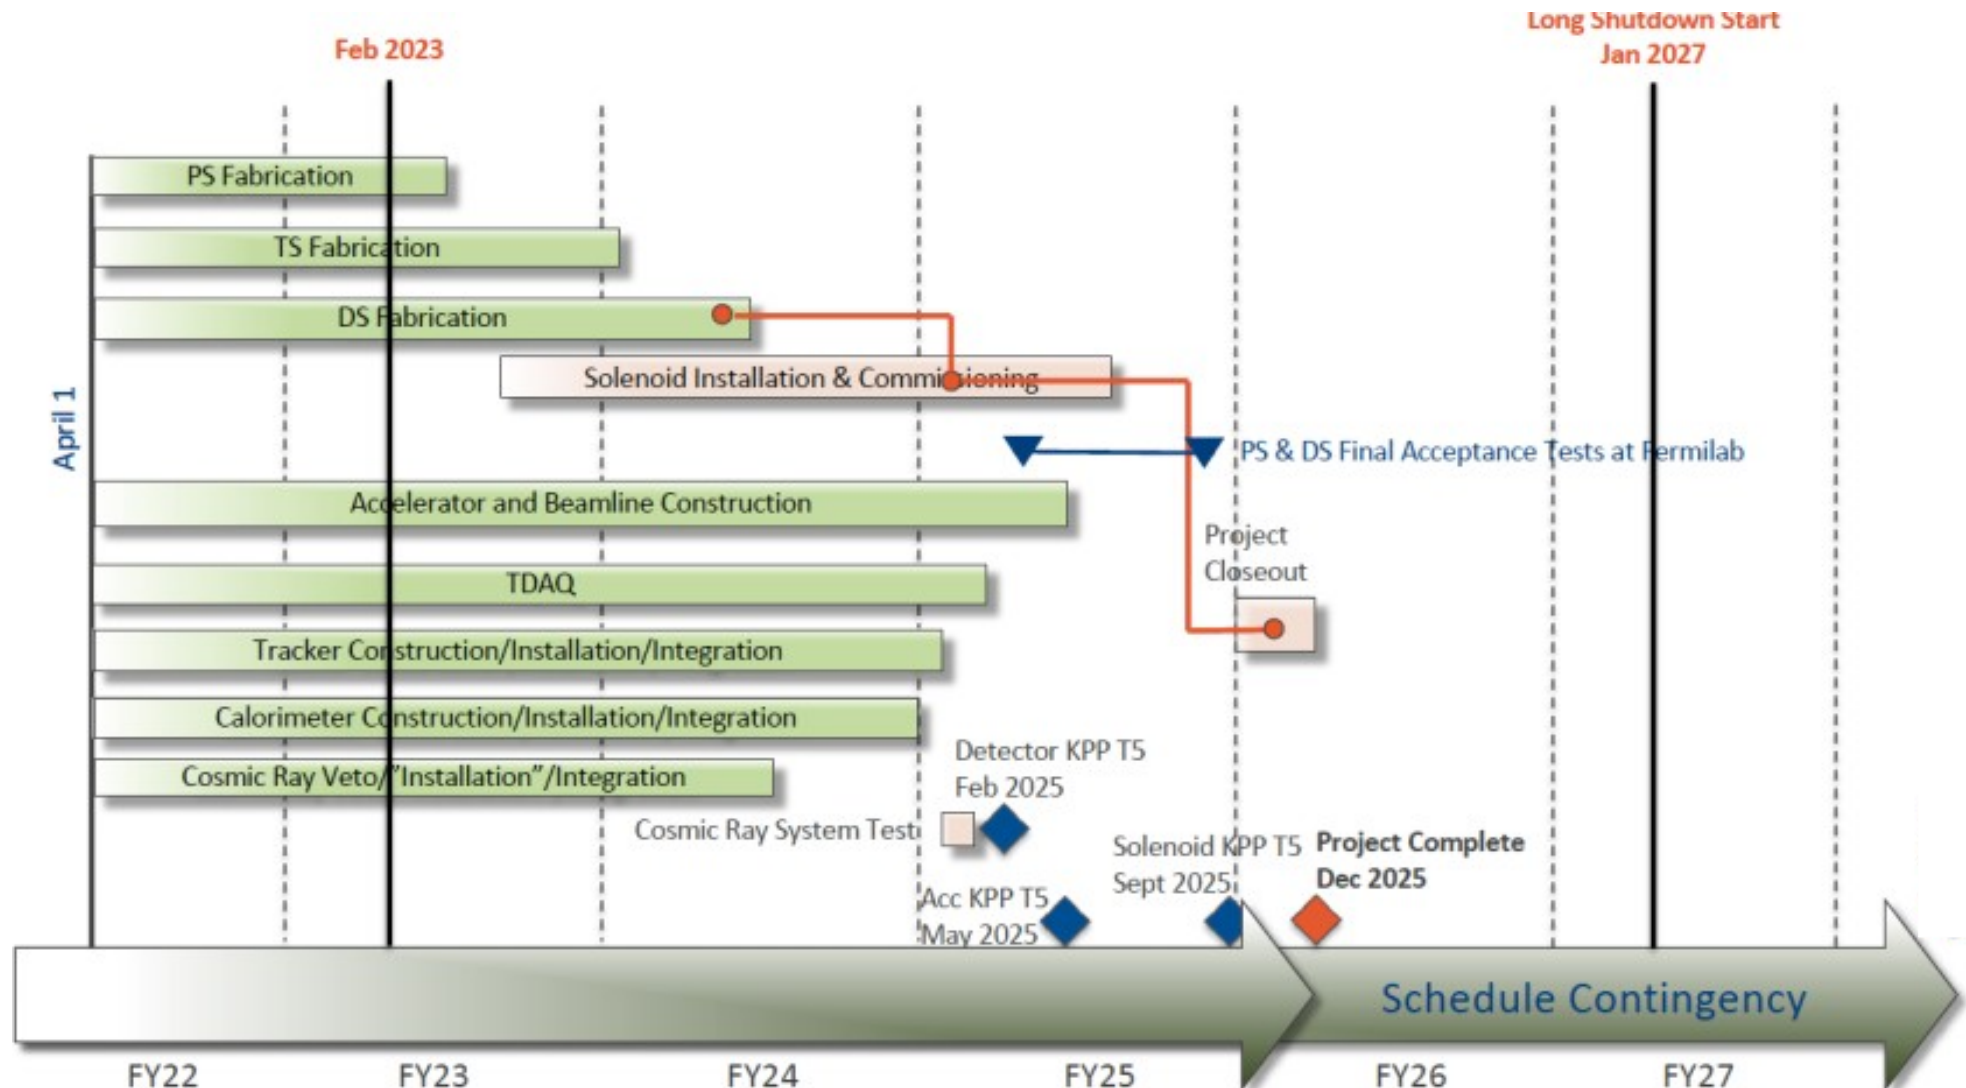 Long Shutdown Start
Jan 2027
Feb 2023
PS Fabrication
TS Fabrication
DS Fabrication
Solenoid Installation & Commissioning
April 1
PS & DS Final Acceptance Tests at Fermilab
Accelerator and Beamline Construction
Project
Closeout
TDAQ
Tracker Construction/Installation/Integration
Calorimeter Construction/Installation/Integration
Detector KPP T5
Feb 2025
Cosmic Ray Veto/”Installation”/Integration
Cosmic Ray System Test
Solenoid KPP T5
Sept 2025
Project Complete
Dec 2025
Acc KPP T5
May 2025
Schedule Contingency
FY22
FY23
FY24
FY25
FY26
FY27